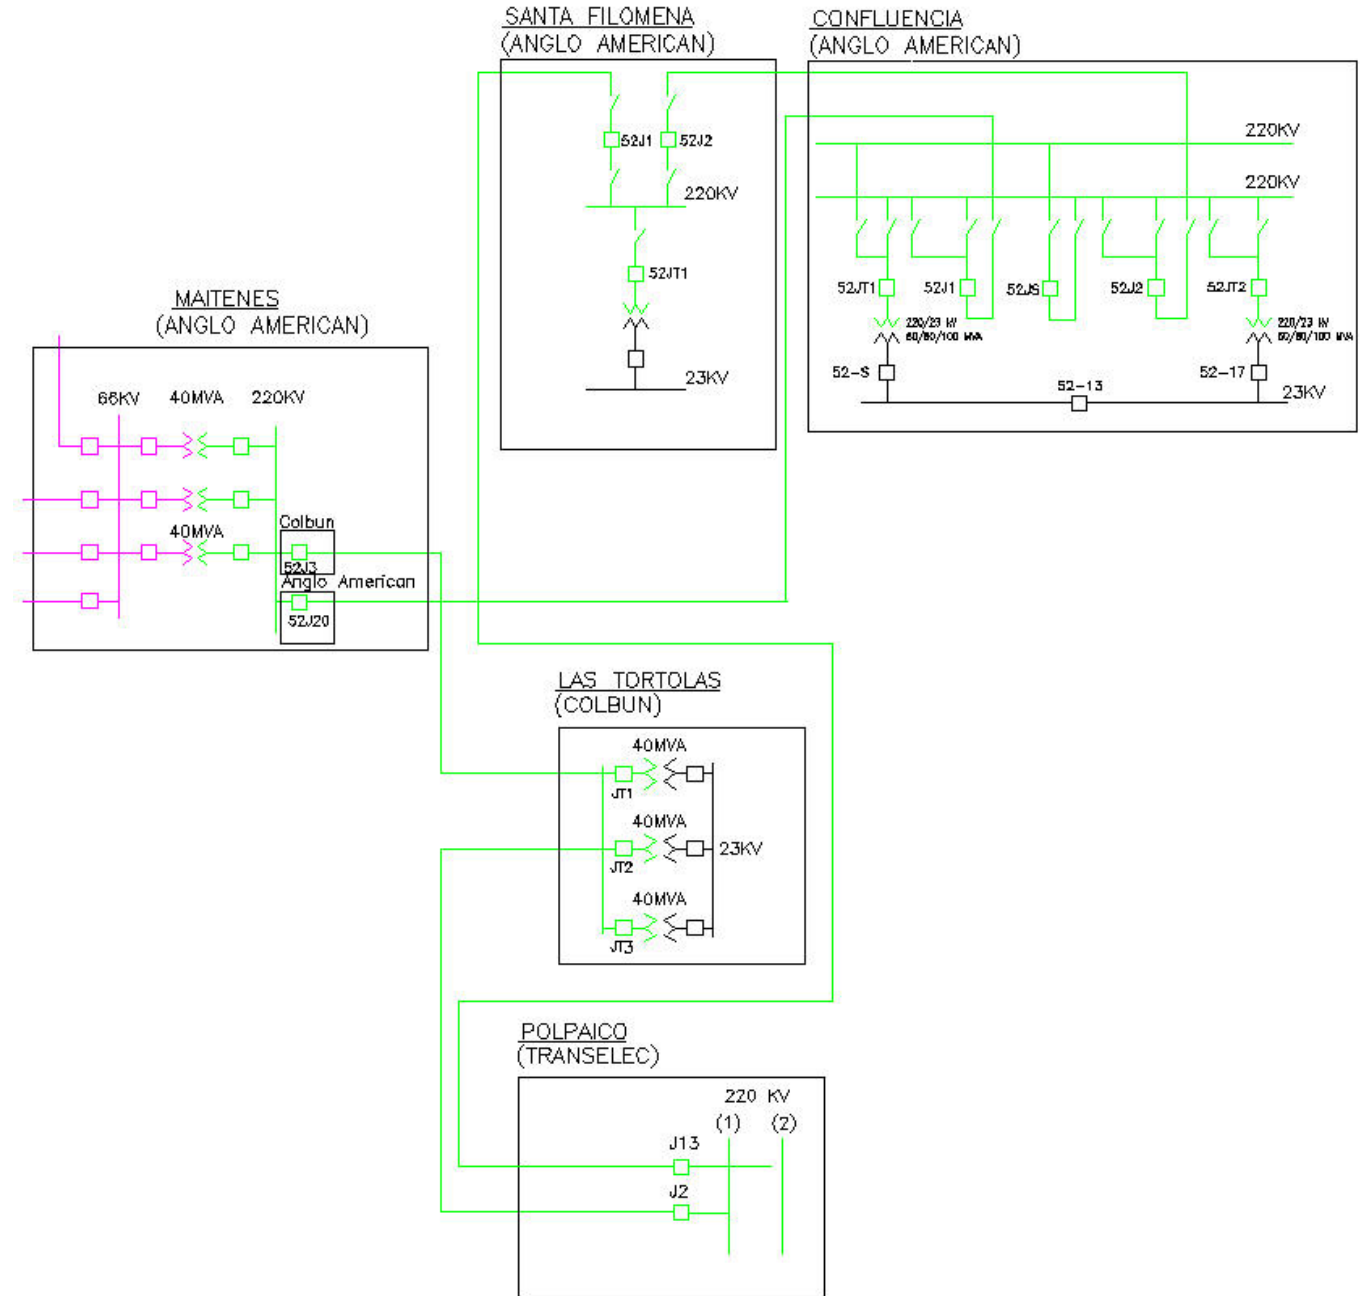 SANTA FILOMENA
(ANGLO AMERICAN)
52J1
52J2
220KV
52JT1
23KV
CONFLUENCIA
(ANGLO AMERICAN)
220KV
220KV
52JT1
52J1
52JS
52J2
52JT2
220/23 kV
60/80/100 MVA
220/23 kV
60/80/100 MVA
52-S
52-13
52-17
23KV
MAITENES
(ANGLO AMERICAN)
66KV
40MVA
220KV
40MVA
Colbun
52J3
Anglo American
52J20
LAS TORTOLAS
(COLBUN)
40MVA
JT1
40MVA
JT2
23KV
40MVA
JT3
POLPAICO
(TRANSELEC)
220 KV
(1)
(2)
J13
J2